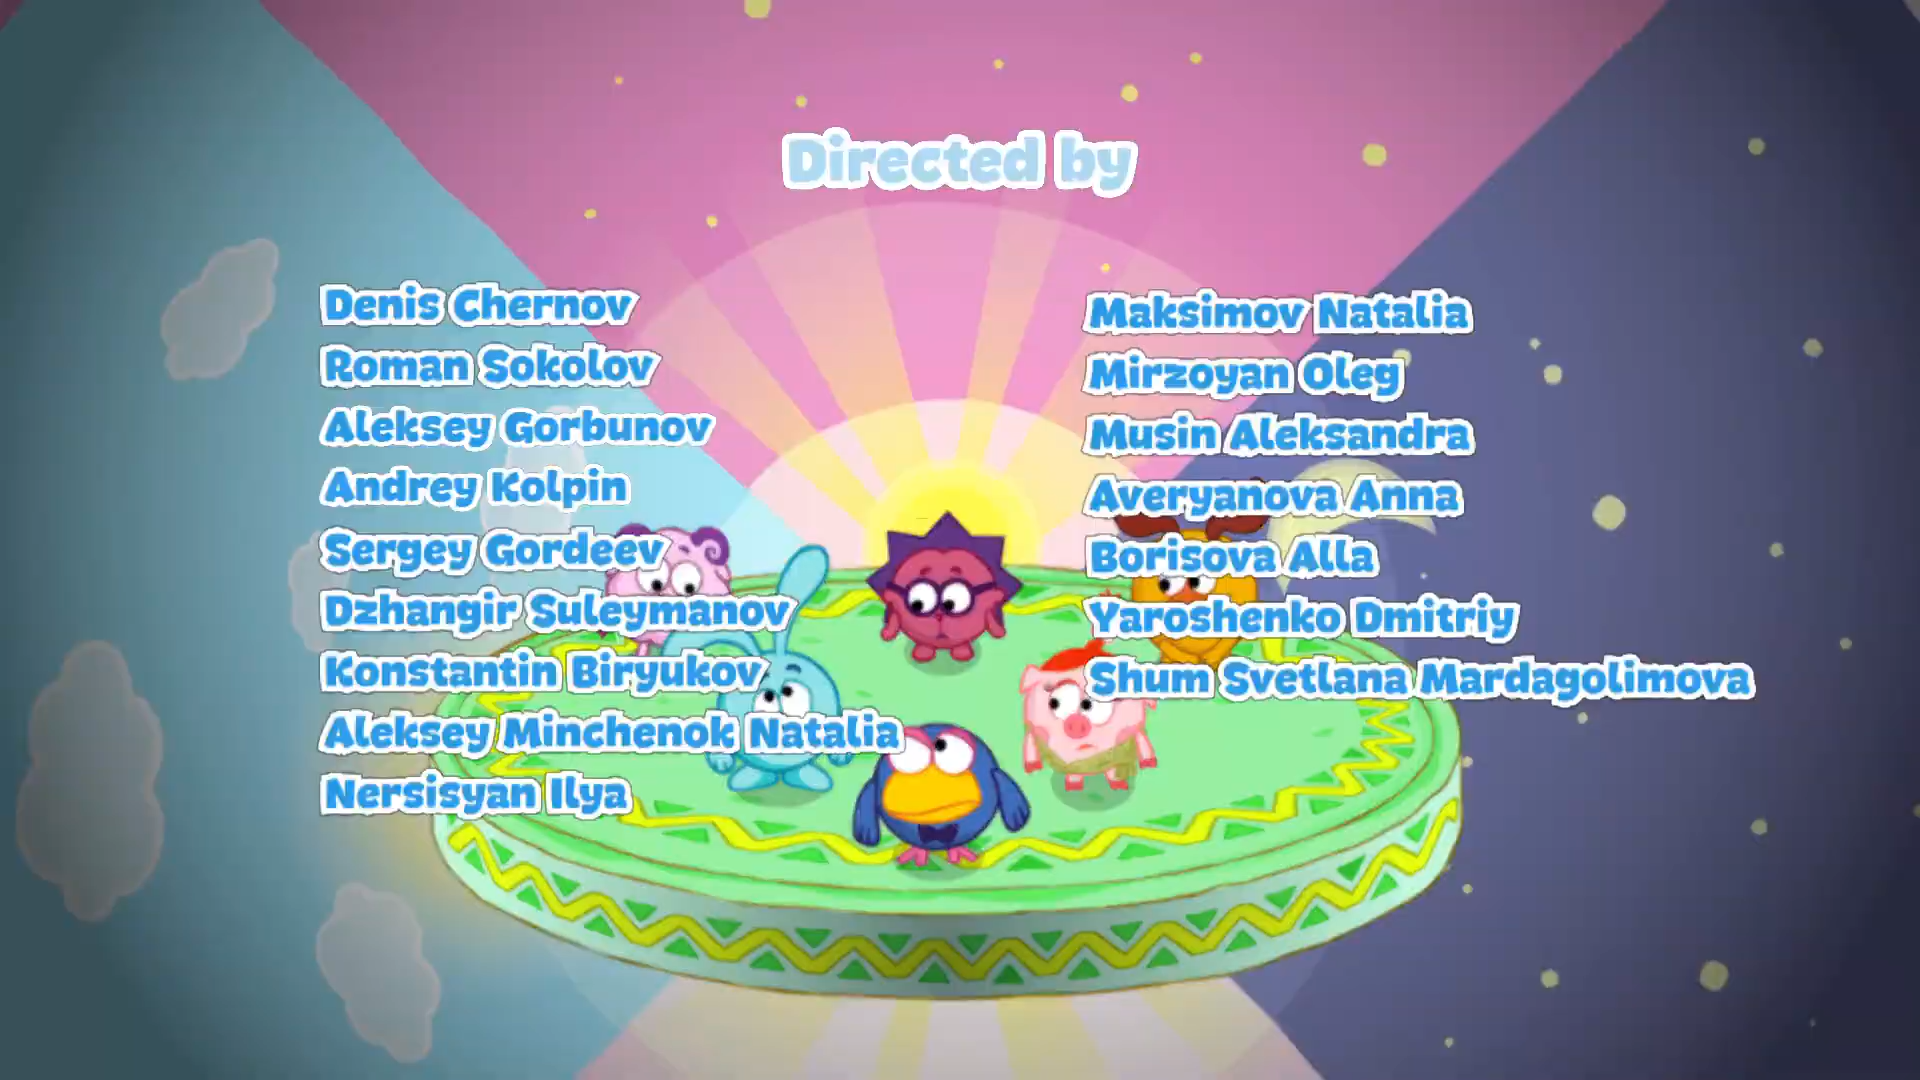 Directed by
Denis Chernov
Roman Sokolov
Aleksey Gorbunov
Andrey Kolpin
Sergey Gordeev
Dzhangir Suleymanov
Konstantin Biryukov
Aleksey Minchenok Natalia
Nersisyan Ilya
Maksimov Natalia
Mirzoyan Oleg
Musin Aleksandra
Averyanova Anna
Borisova Alla
Yaroshenko Dmitriy
Shum Svetlana Mardagolimova